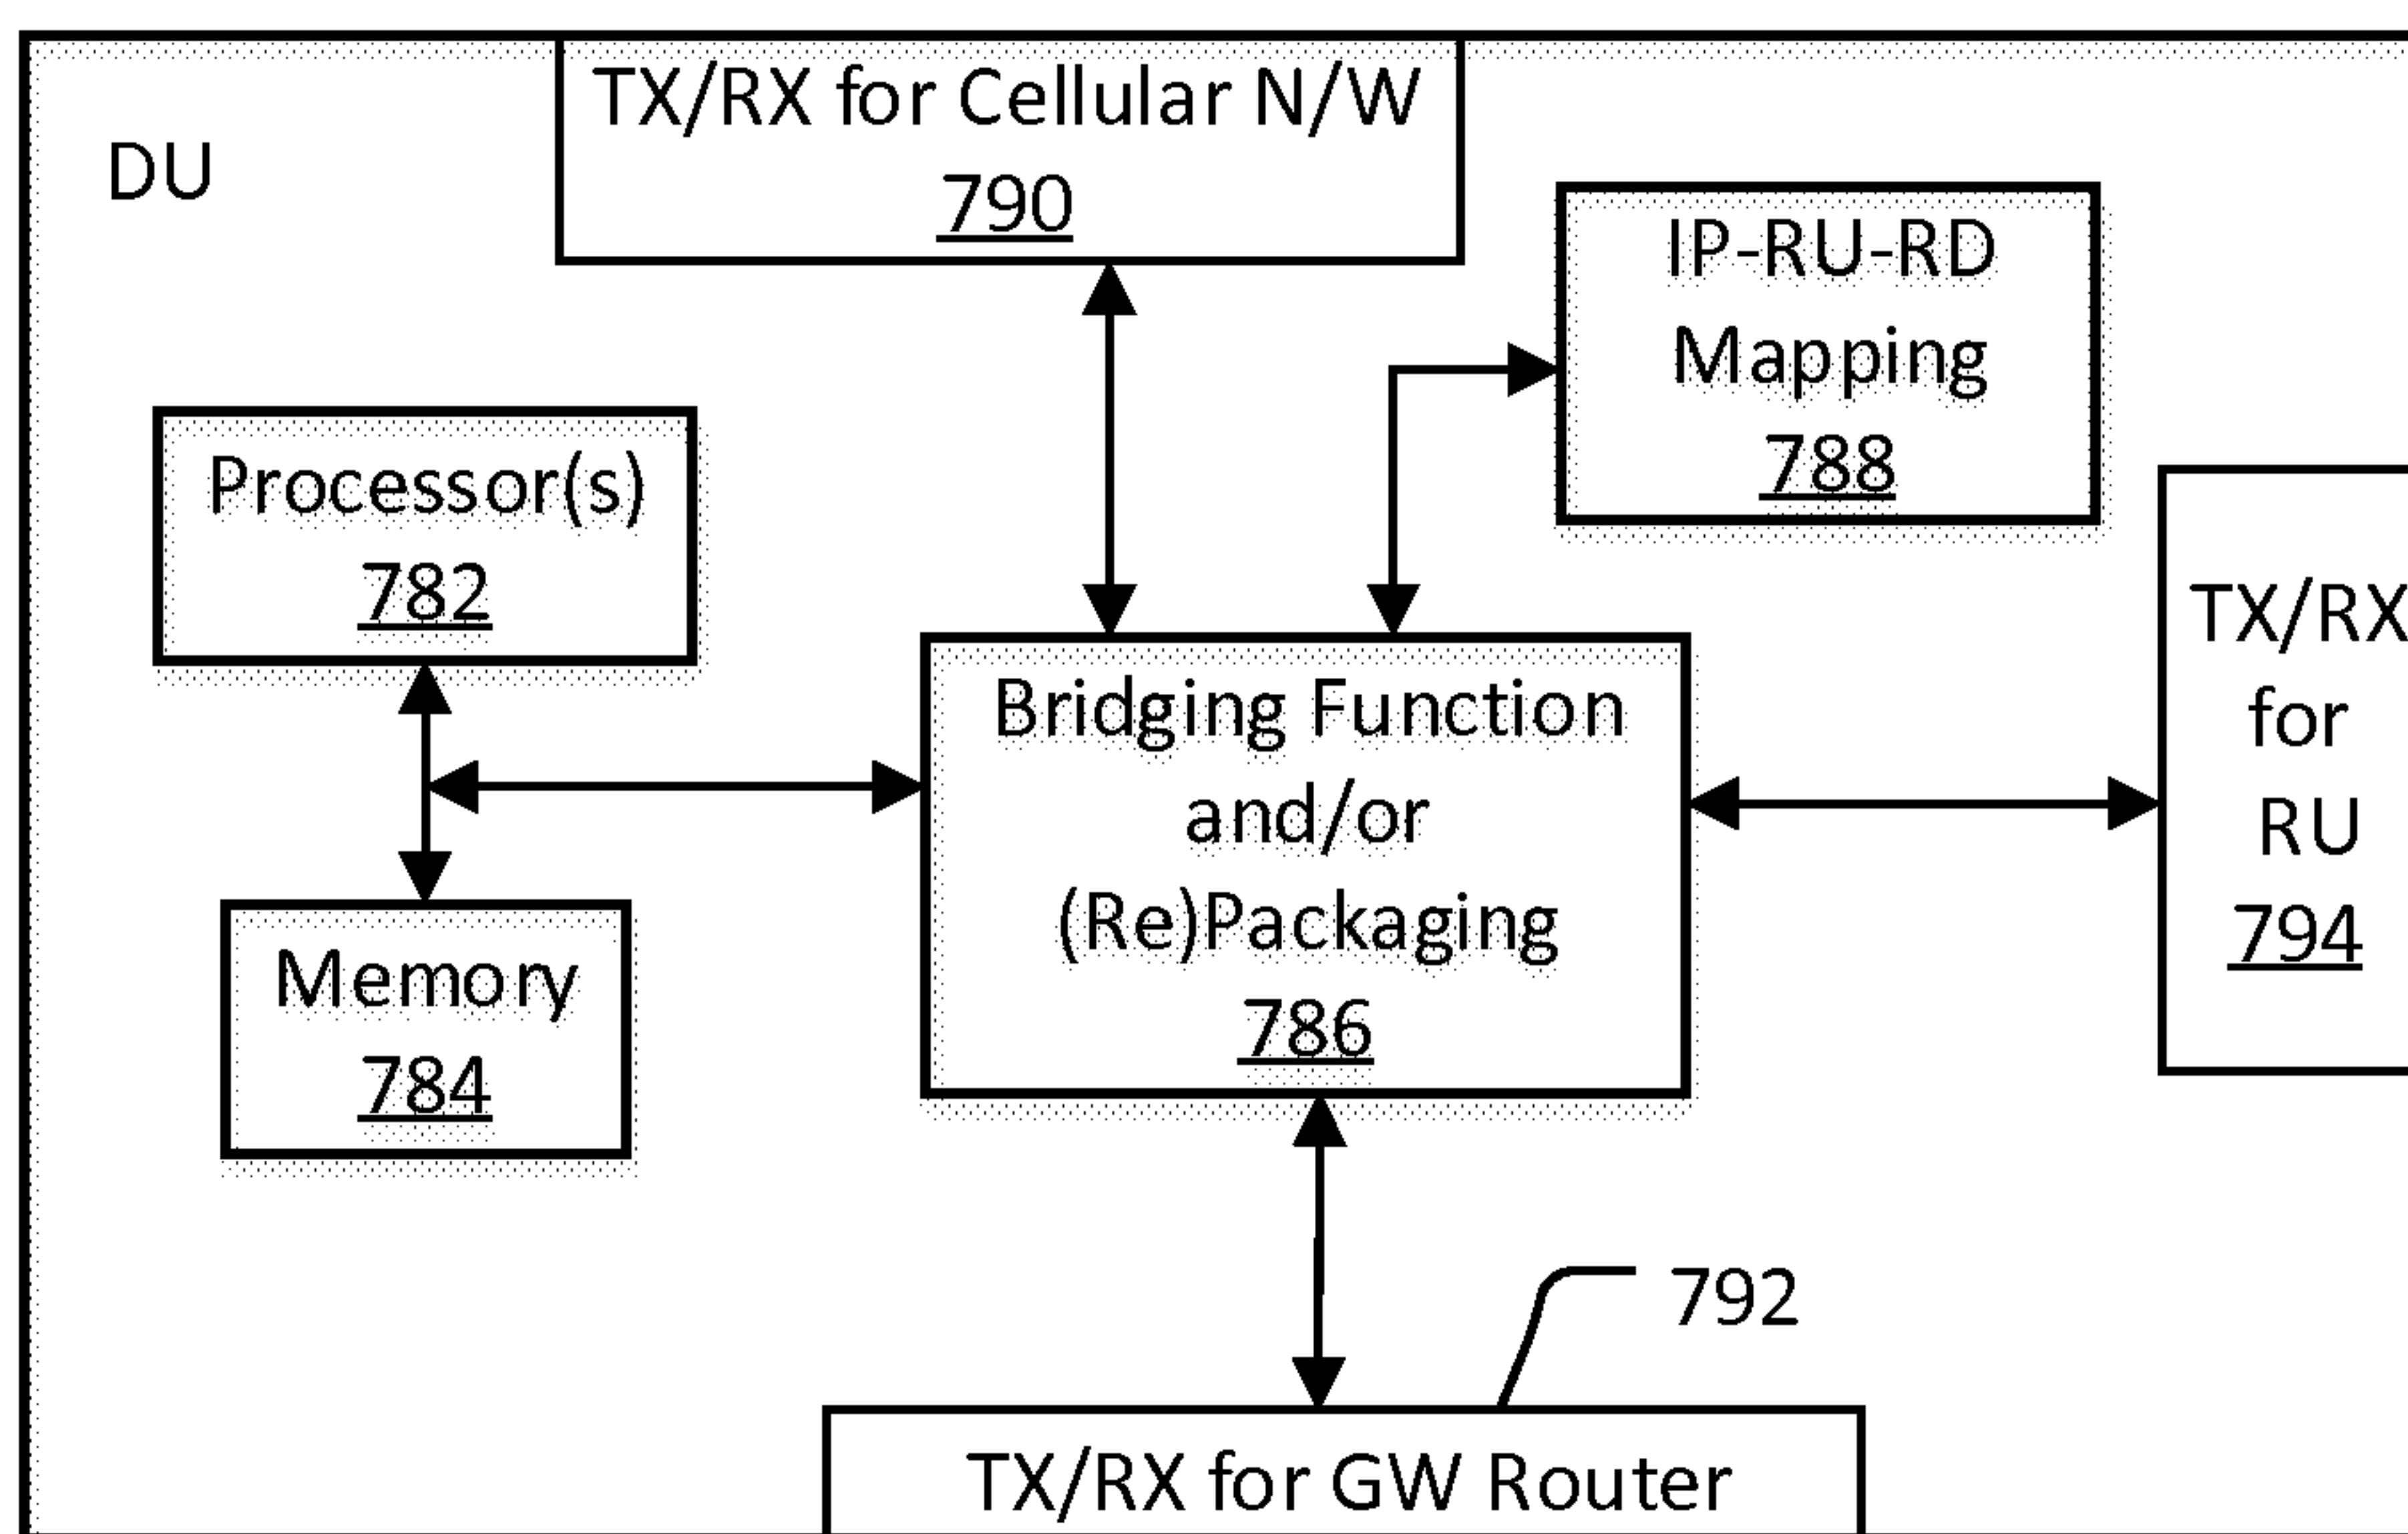 TX/RX for Cellular N/W
790
DU
IP-RU-RD
Mapping
788
Processor(s)
782
TX/RX
for
RU
794
Bridging Function
and/or
(Re)Packaging
786
Memory
784
792
TX/RX for GW Router